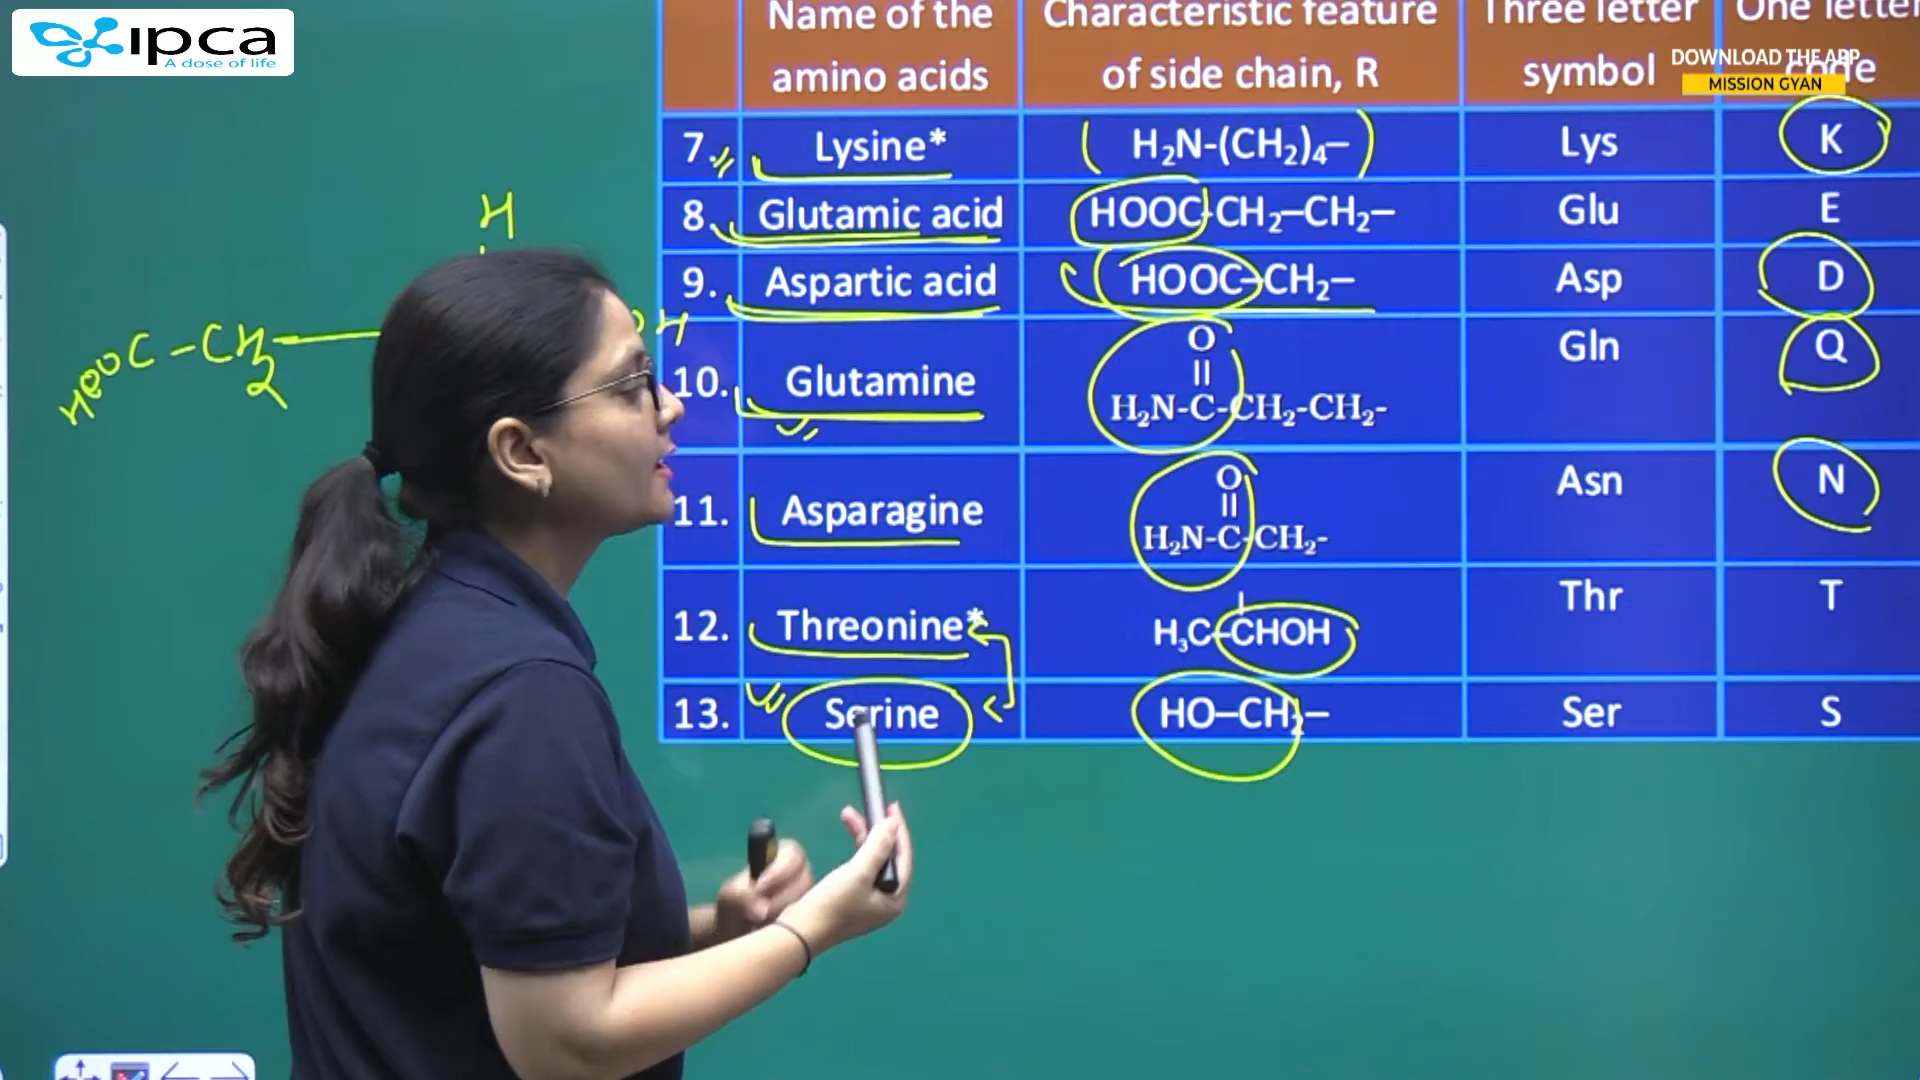 ipca
A dose of life
DOWNLOAD THE APP
MISSION GYAN
Name of the amino acids
Characteristic feature of side chain, R
Three letter symbol
One letter code
7. Lysine* H₂N-(CH₂)₄– Lys K
8. Glutamic acid HOOC-CH₂–CH₂– Glu E
9. Aspartic acid HOOC–CH₂– Asp D
10. Glutamine O || H₂N-C-CH₂-CH₂- Gln Q
11. Asparagine O || H₂N-C-CH₂- Asn N
12. Threonine* H₃C–CHOH Thr T
13. Serine HO–CH₂– Ser S
H
HOOC-CH₂
OH